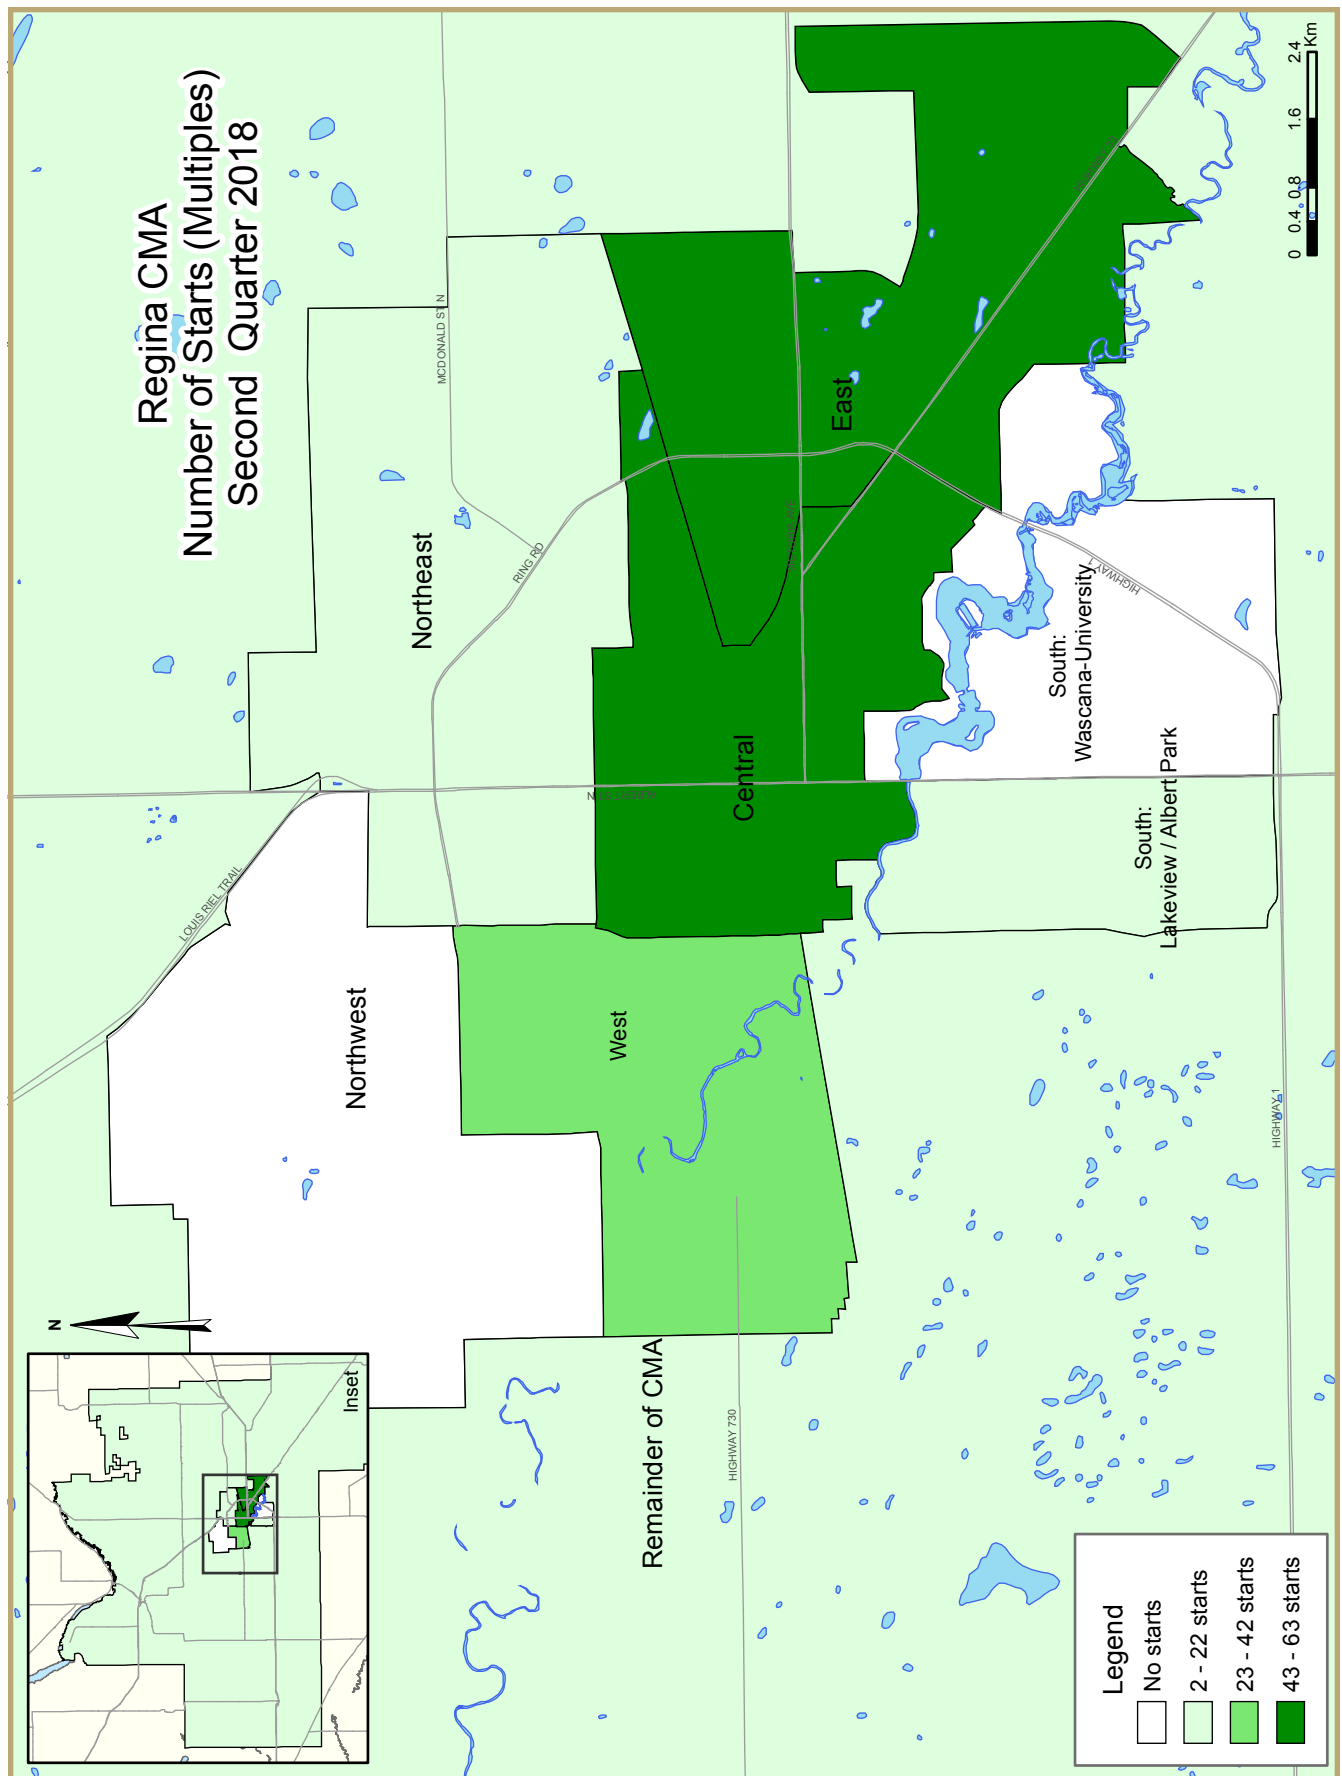 Regina CMA
Number of Starts (Multiples)
Second Quarter 2018
N
Inset
LOUIS RIEL TRAIL
MCDONALD ST N
RING RD
Northwest
Northeast
West
Central
East
South:
Wascana-University
South:
Lakeview / Albert Park
Remainder of CMA
HIGHWAY 730
HIGHWAY 1
HIGHWAY 1
Legend
No starts
2 - 22 starts
23 - 42 starts
43 - 63 starts
0 0.4 0.8 1.6 2.4
Km